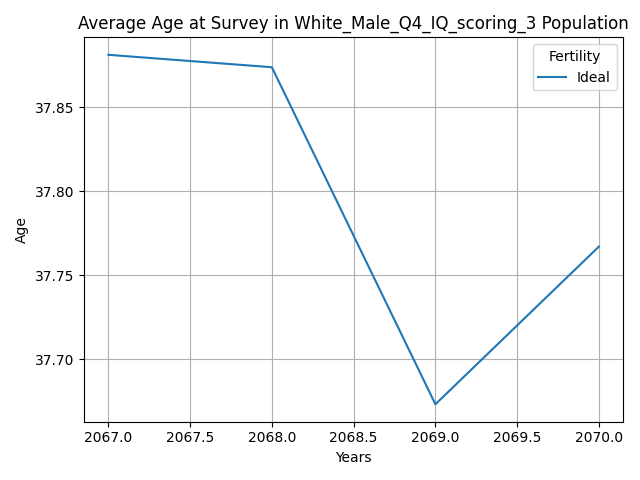 Average Age at Survey in White_Male_Q4_IQ_scoring_3 Population
Fertility
Ideal
37.85
37.80
37.75
37.70
Age
2067.0 2067.5 2068.0 2068.5 2069.0 2069.5 2070.0
Years